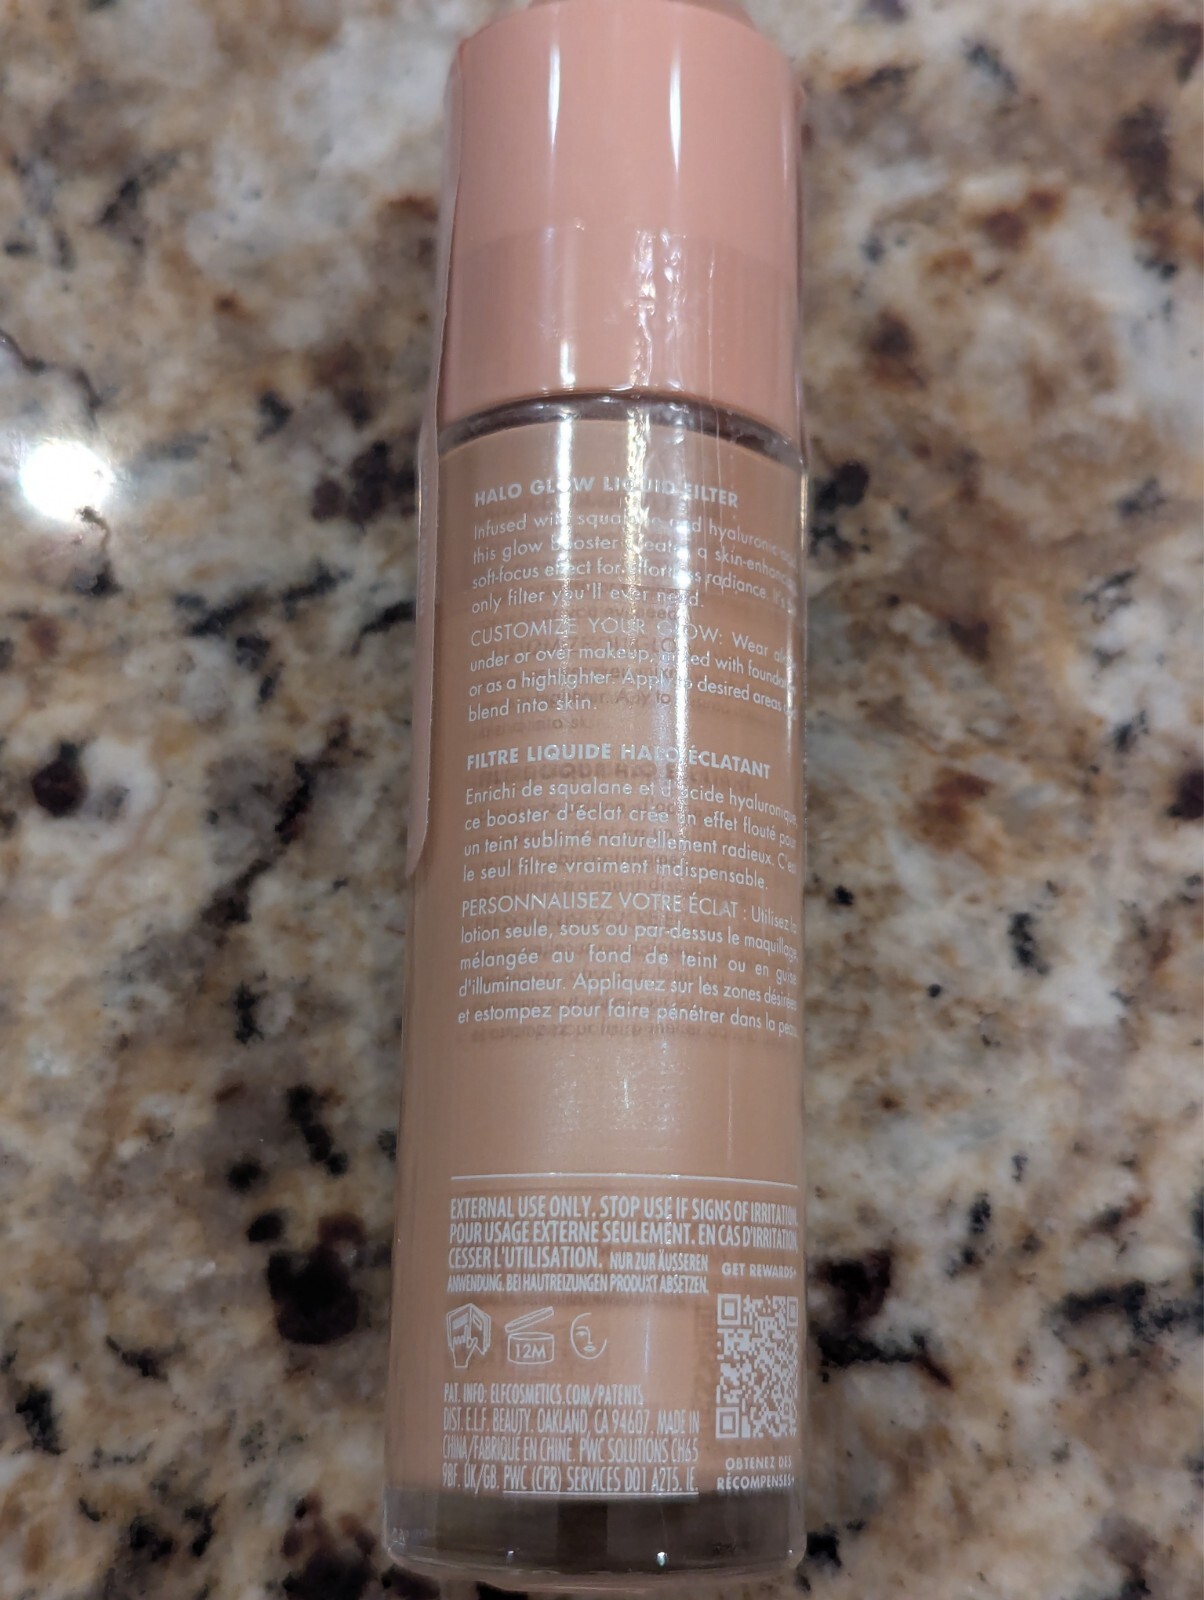 HALO GLOW LIQUID FILTER
Infused with squalane and hyaluronic
this glow booster creates a skin-enhancing
soft-focus effect for effortless radiance. It's
only filter you'll ever need.
CUSTOMIZE YOUR GLOW: Wear alone
under or over makeup, mixed with foundation
or as a highlighter. Apply to desired areas
blend into skin.
FILTRE LIQUIDE HALO ÉCLATANT
Enrichi de squalane et d'acide hyaluronique,
ce booster d'éclat crée un effet flouté pour
un teint sublimé naturellement radieux. C'est
le seul filtre vraiment indispensable.
PERSONNALISEZ VOTRE ÉCLAT : Utilisez la
lotion seule, sous ou par-dessus le maquillage,
mélangée au fond de teint ou en guise
d'illuminateur. Appliquez sur les zones désirées
et estompez pour faire pénétrer dans la peau
EXTERNAL USE ONLY. STOP USE IF SIGNS OF IRRITATION.
POUR USAGE EXTERNE SEULEMENT. EN CAS D'IRRITATION,
CESSER L'UTILISATION. NUR ZUR ÄUSSEREN
ANWENDUNG. BEI HAUTREIZUNGEN PRODUKT ABSETZEN.
GET REWARDS+
12M
PAT. INFO: ELFCOSMETICS.COM/PATENTS
DIST. E.L.F. BEAUTY, OAKLAND, CA 94607. MADE IN
CHINA/FABRIQUÉ EN CHINE. PWC SOLUTIONS CH65
9BF. UK/GB. PWC (CPR) SERVICES D01 A2T5. IE.
OBTENEZ DES
RÉCOMPENSES+